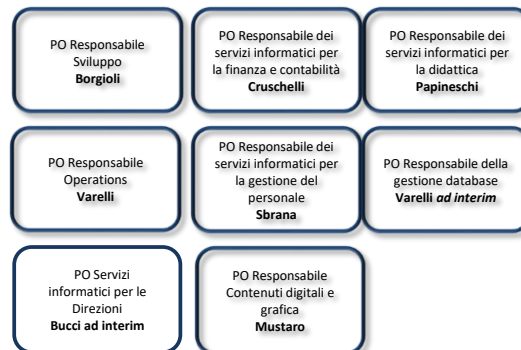 PO Responsabile
Sviluppo
Borgioli
PO Responsabile dei
servizi informatici per
la finanza e contabilità
Cruschelli
PO Responsabile dei
servizi informatici per
la didattica
Papineschi
PO Responsabile
Operations
Varelli
PO Responsabile dei
servizi informatici per
la gestione del
personale
Sbrana
PO Responsabile della
gestione database
Varelli ad interim
PO Servizi
informatici per le
Direzioni
Bucci ad interim
PO Responsabile
Contenuti digitali e
grafica
Mustaro